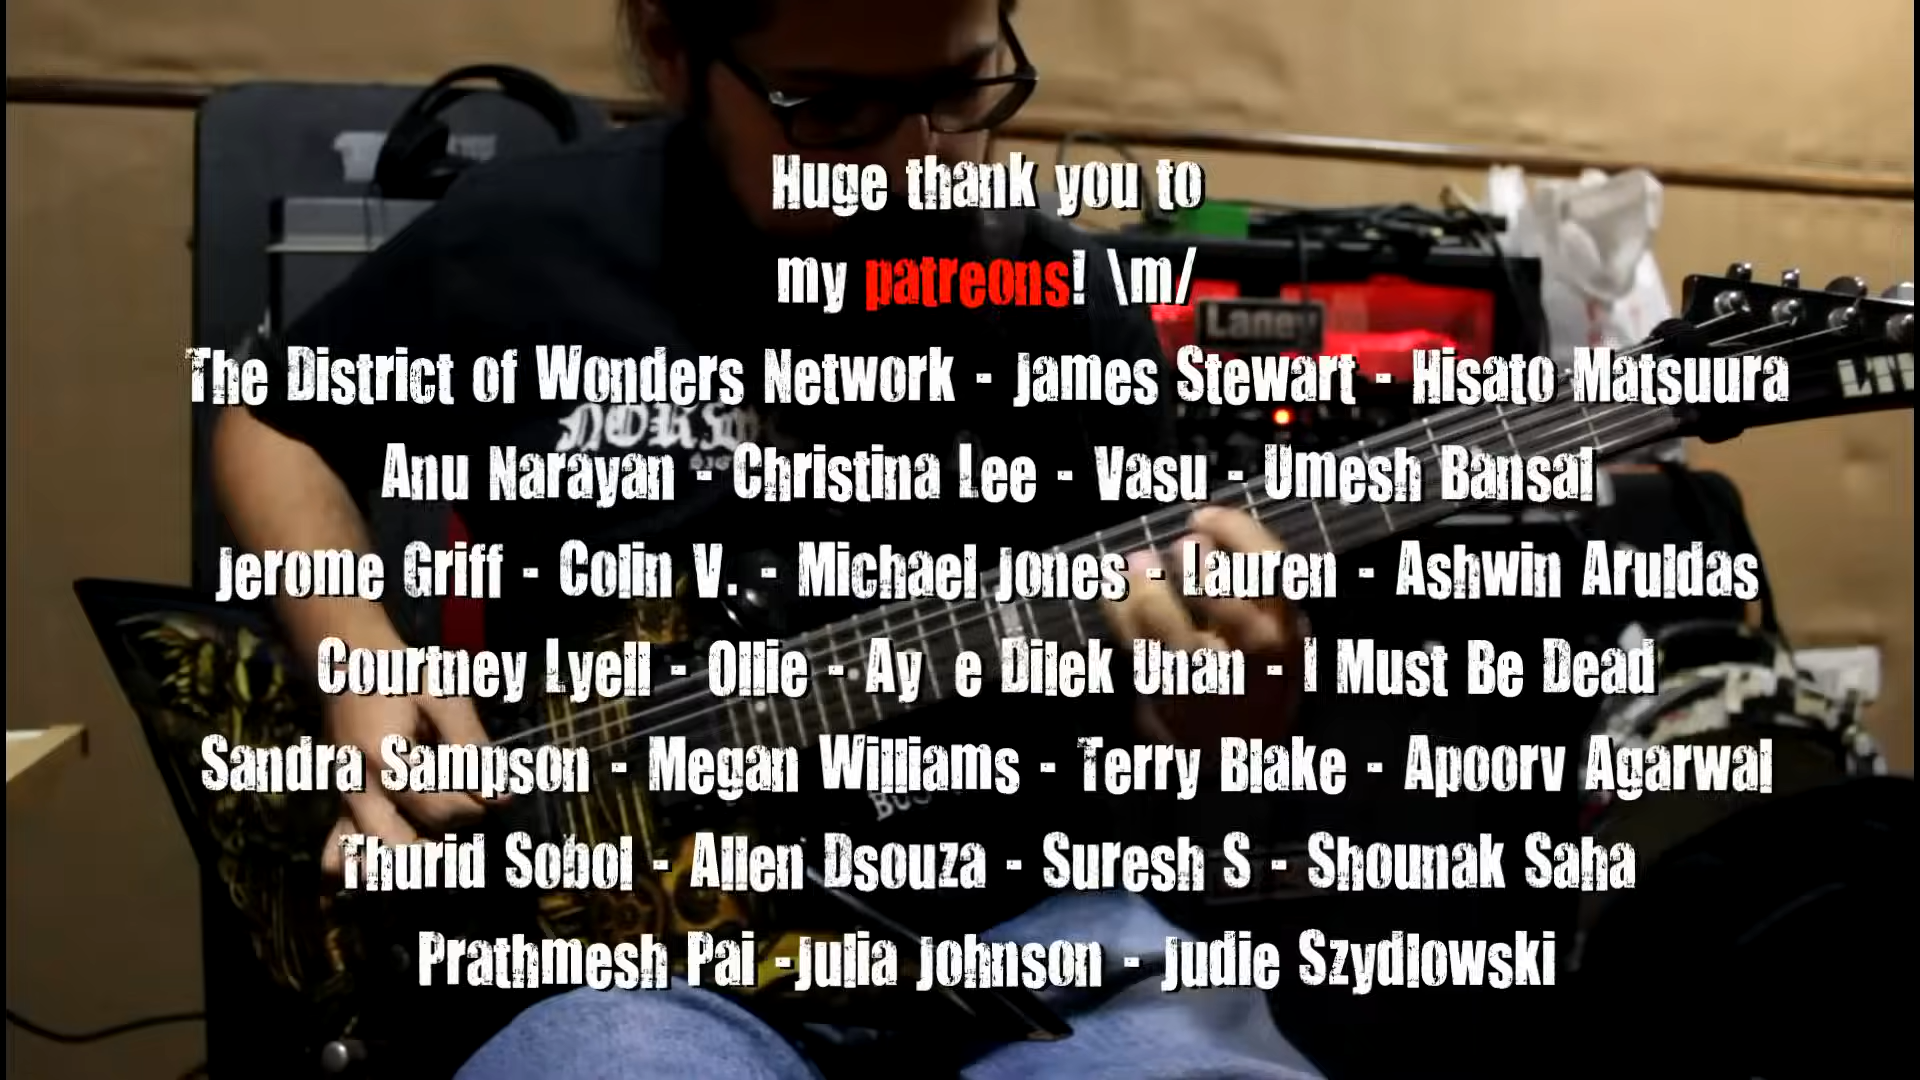 Huge thank you to
my patreons! \m/
Laney
The District of Wonders Network - James Stewart - Hisato Matsuura
Anu Narayan - Christina Lee - Vasu - Umesh Bansal
Jerome Griff - Colin V. - Michael Jones - Lauren - Ashwin Aruldas
Courtney Lyell - Ollie - Ay e Dilek Unan - I Must Be Dead
Sandra Sampson - Megan Williams - Terry Blake - Apoorv Agarwal
Thurid Sobol - Allen Dsouza - Suresh S - Shounak Saha
Prathmesh Pai -Julia Johnson - Judie Szydlowski